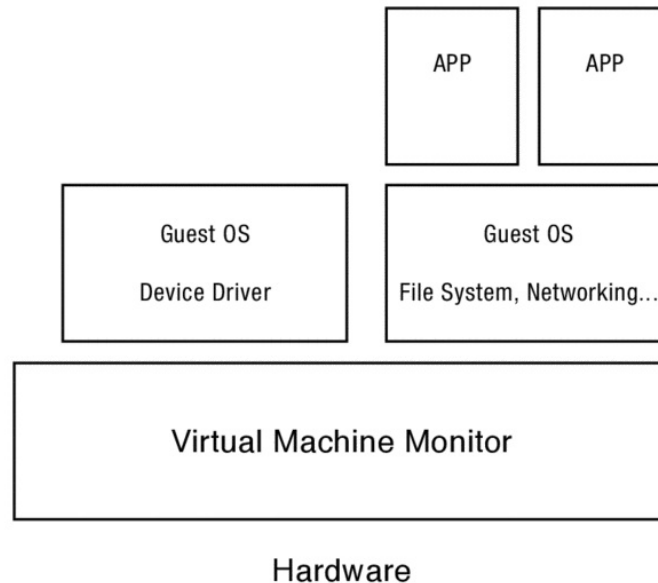 APP
APP
Guest OS
Device Driver
Guest OS
File System, Networking...
Virtual Machine Monitor
Hardware